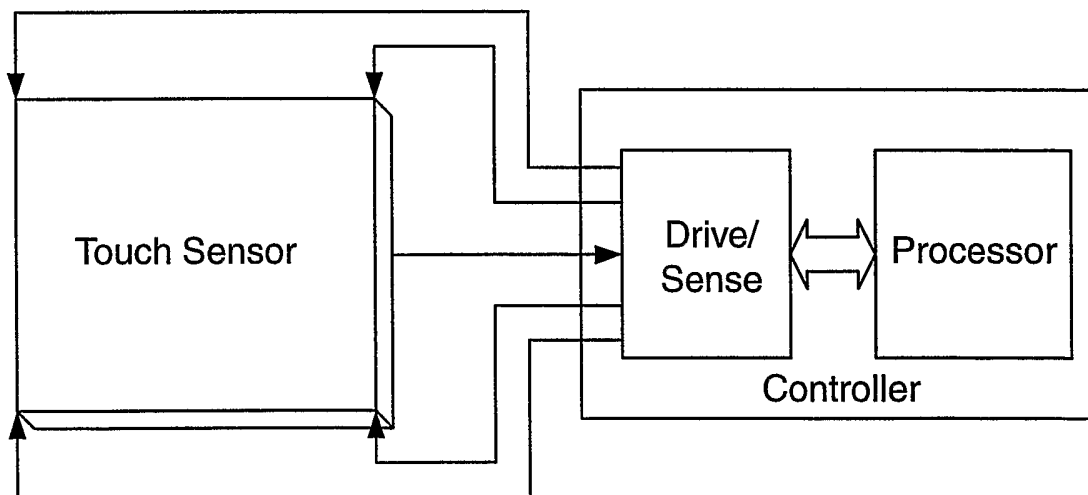 Touch Sensor
Drive/
Sense
Processor
Controller